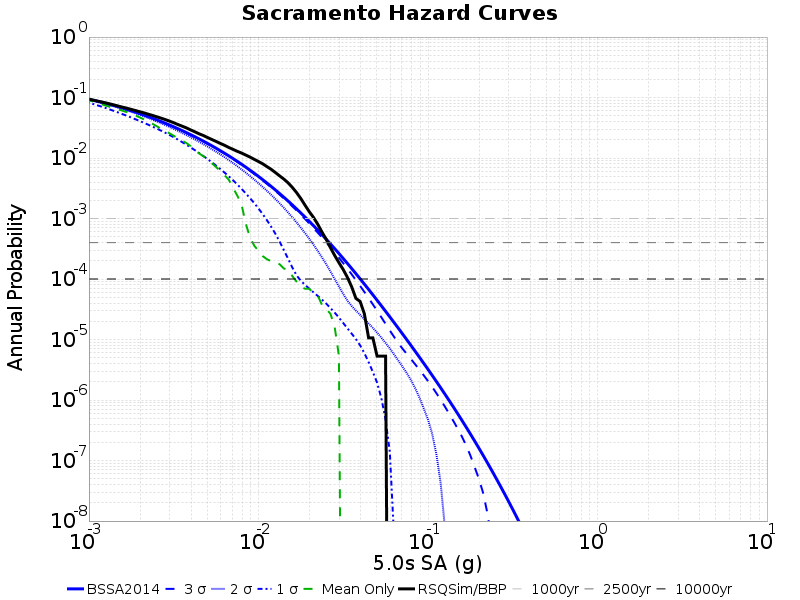 Sacramento Hazard Curves
10^0
10^-1
10^-2
10^-3
10^-4
10^-5
10^-6
10^-7
10^-8
Annual Probability
10^-3 10^-2 10^-1 10^0 10^1
5.0s SA (g)
BSSA2014 3 σ 2 σ 1 σ Mean Only RSQSim/BBP 1000yr 2500yr 10000yr